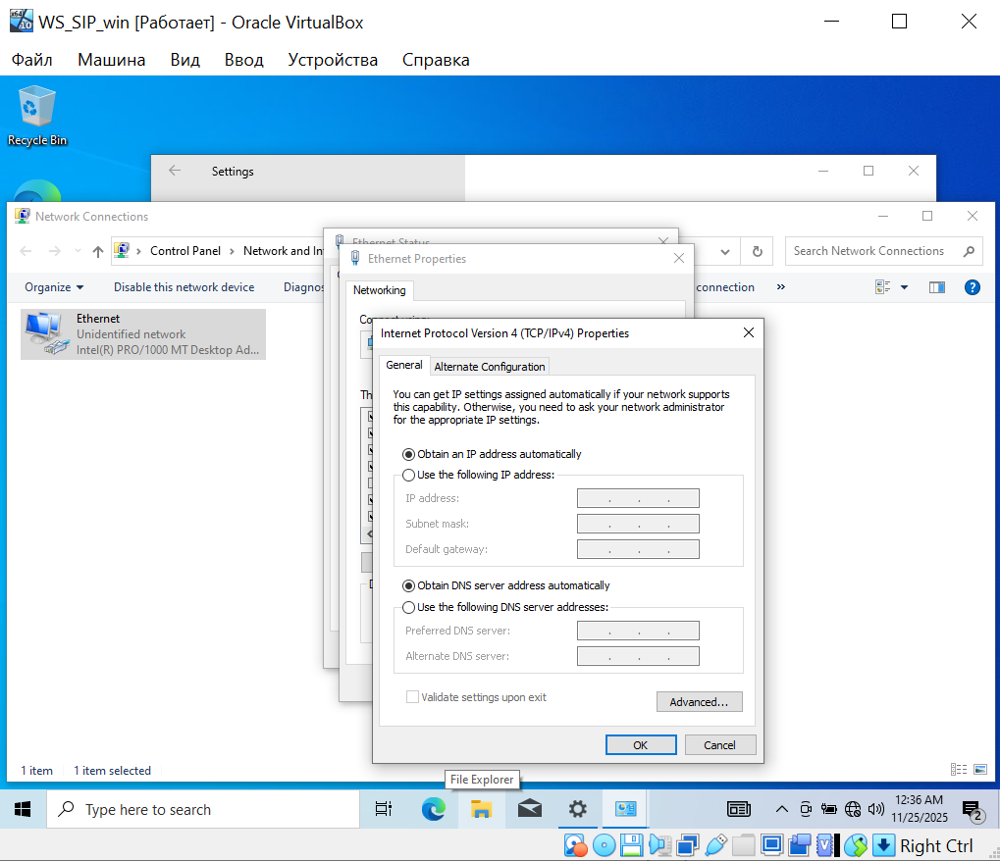 WS_SIP_win [Работает] - Oracle VirtualBox
Файл Машина Вид Ввод Устройства Справка
Recycle Bin
Settings
Network Connections
Ethernet Status
Ethernet Properties
Control Panel Network and In
Search Network Connections
Organize Disable this network device Diagnos connection »
Networking
Ethernet
Unidentified network
Intel(R) PRO/1000 MT Desktop Ad...
Internet Protocol Version 4 (TCP/IPv4) Properties
General Alternate Configuration
You can get IP settings assigned automatically if your network supports
this capability. Otherwise, you need to ask your network administrator
for the appropriate IP settings.
Obtain an IP address automatically
Use the following IP address:
IP address:
Subnet mask:
Default gateway:
Obtain DNS server address automatically
Use the following DNS server addresses:
Preferred DNS server:
Alternate DNS server:
Validate settings upon exit
Advanced...
OK Cancel
1 item 1 item selected
File Explorer
Type here to search
12:36 AM
11/25/2025
2
Right Ctrl